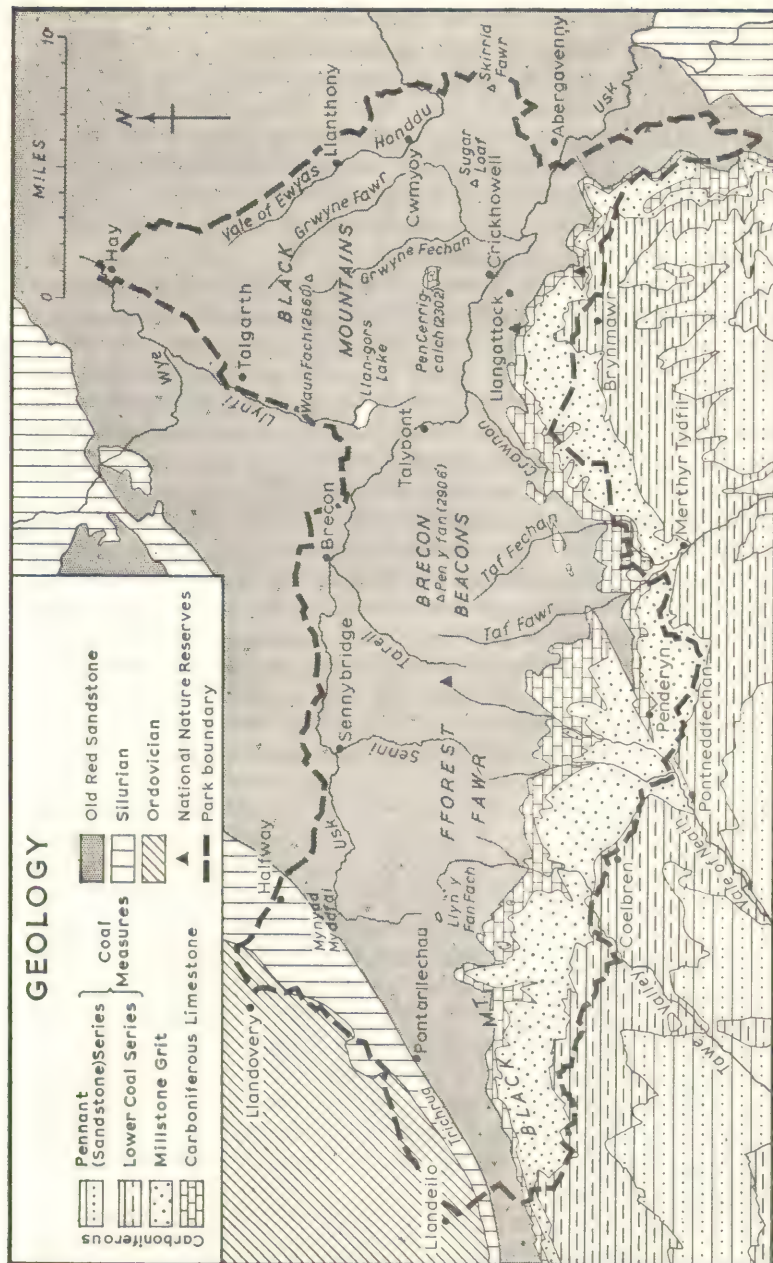 GEOLOGY
Carboniferous
Pennant
(Sandstone)Series
Lower Coal Series
Coal
Measures
Millstone Grit
Carboniferous Limestone
Old Red Sandstone
Silurian
Ordovician
National Nature Reserves
Park boundary
MILES
0
10
N
Hay
Wye
Llynfi
Talgarth
Vale of Ewyas
Llanthony
Honddu
BLACK
MOUNTAINS
Waun Fach(2660)
Grwyne Fawr
Grwyne Fechan
Cwmyoy
Skirrid
Fawr
Sugar
Loaf
Llan-gors
Lake
Pen Cerrig-
calch(2302)
Crickhowell
Abergavenny
Usk
Llangattock
Brynmawr
Talybont
Crawnon
Brecon
BRECON
Pen y fan(2906)
BEACONS
Taf Fechan
Taf Fawr
Tarell
Merthyr Tydfil
Sennybridge
Senni
Usk
FFOREST
FAWR
Penderyn
Pontneddfechan
Vale of Neath
Halfway
Mynydd
Myddfai
Llyn y
Fan Fach
Coelbren
Tawe Valley
Llandovery
Pontarllechau
Trichrug
BLACK MT.
Llandeilo